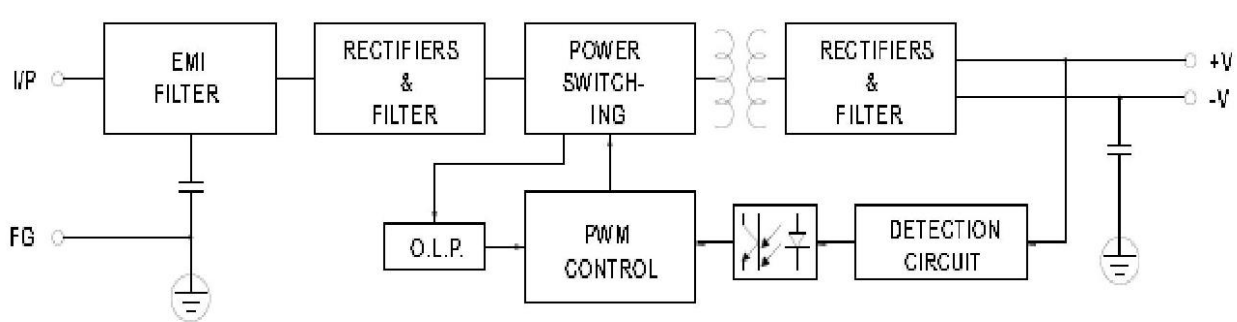 I/P
EMI
FILTER
RECTIFIERS
&
FILTER
POWER
SWITCH-
ING
RECTIFIERS
&
FILTER
+V
-V
FG
O.L.P.
PWM
CONTROL
DETECTION
CIRCUIT